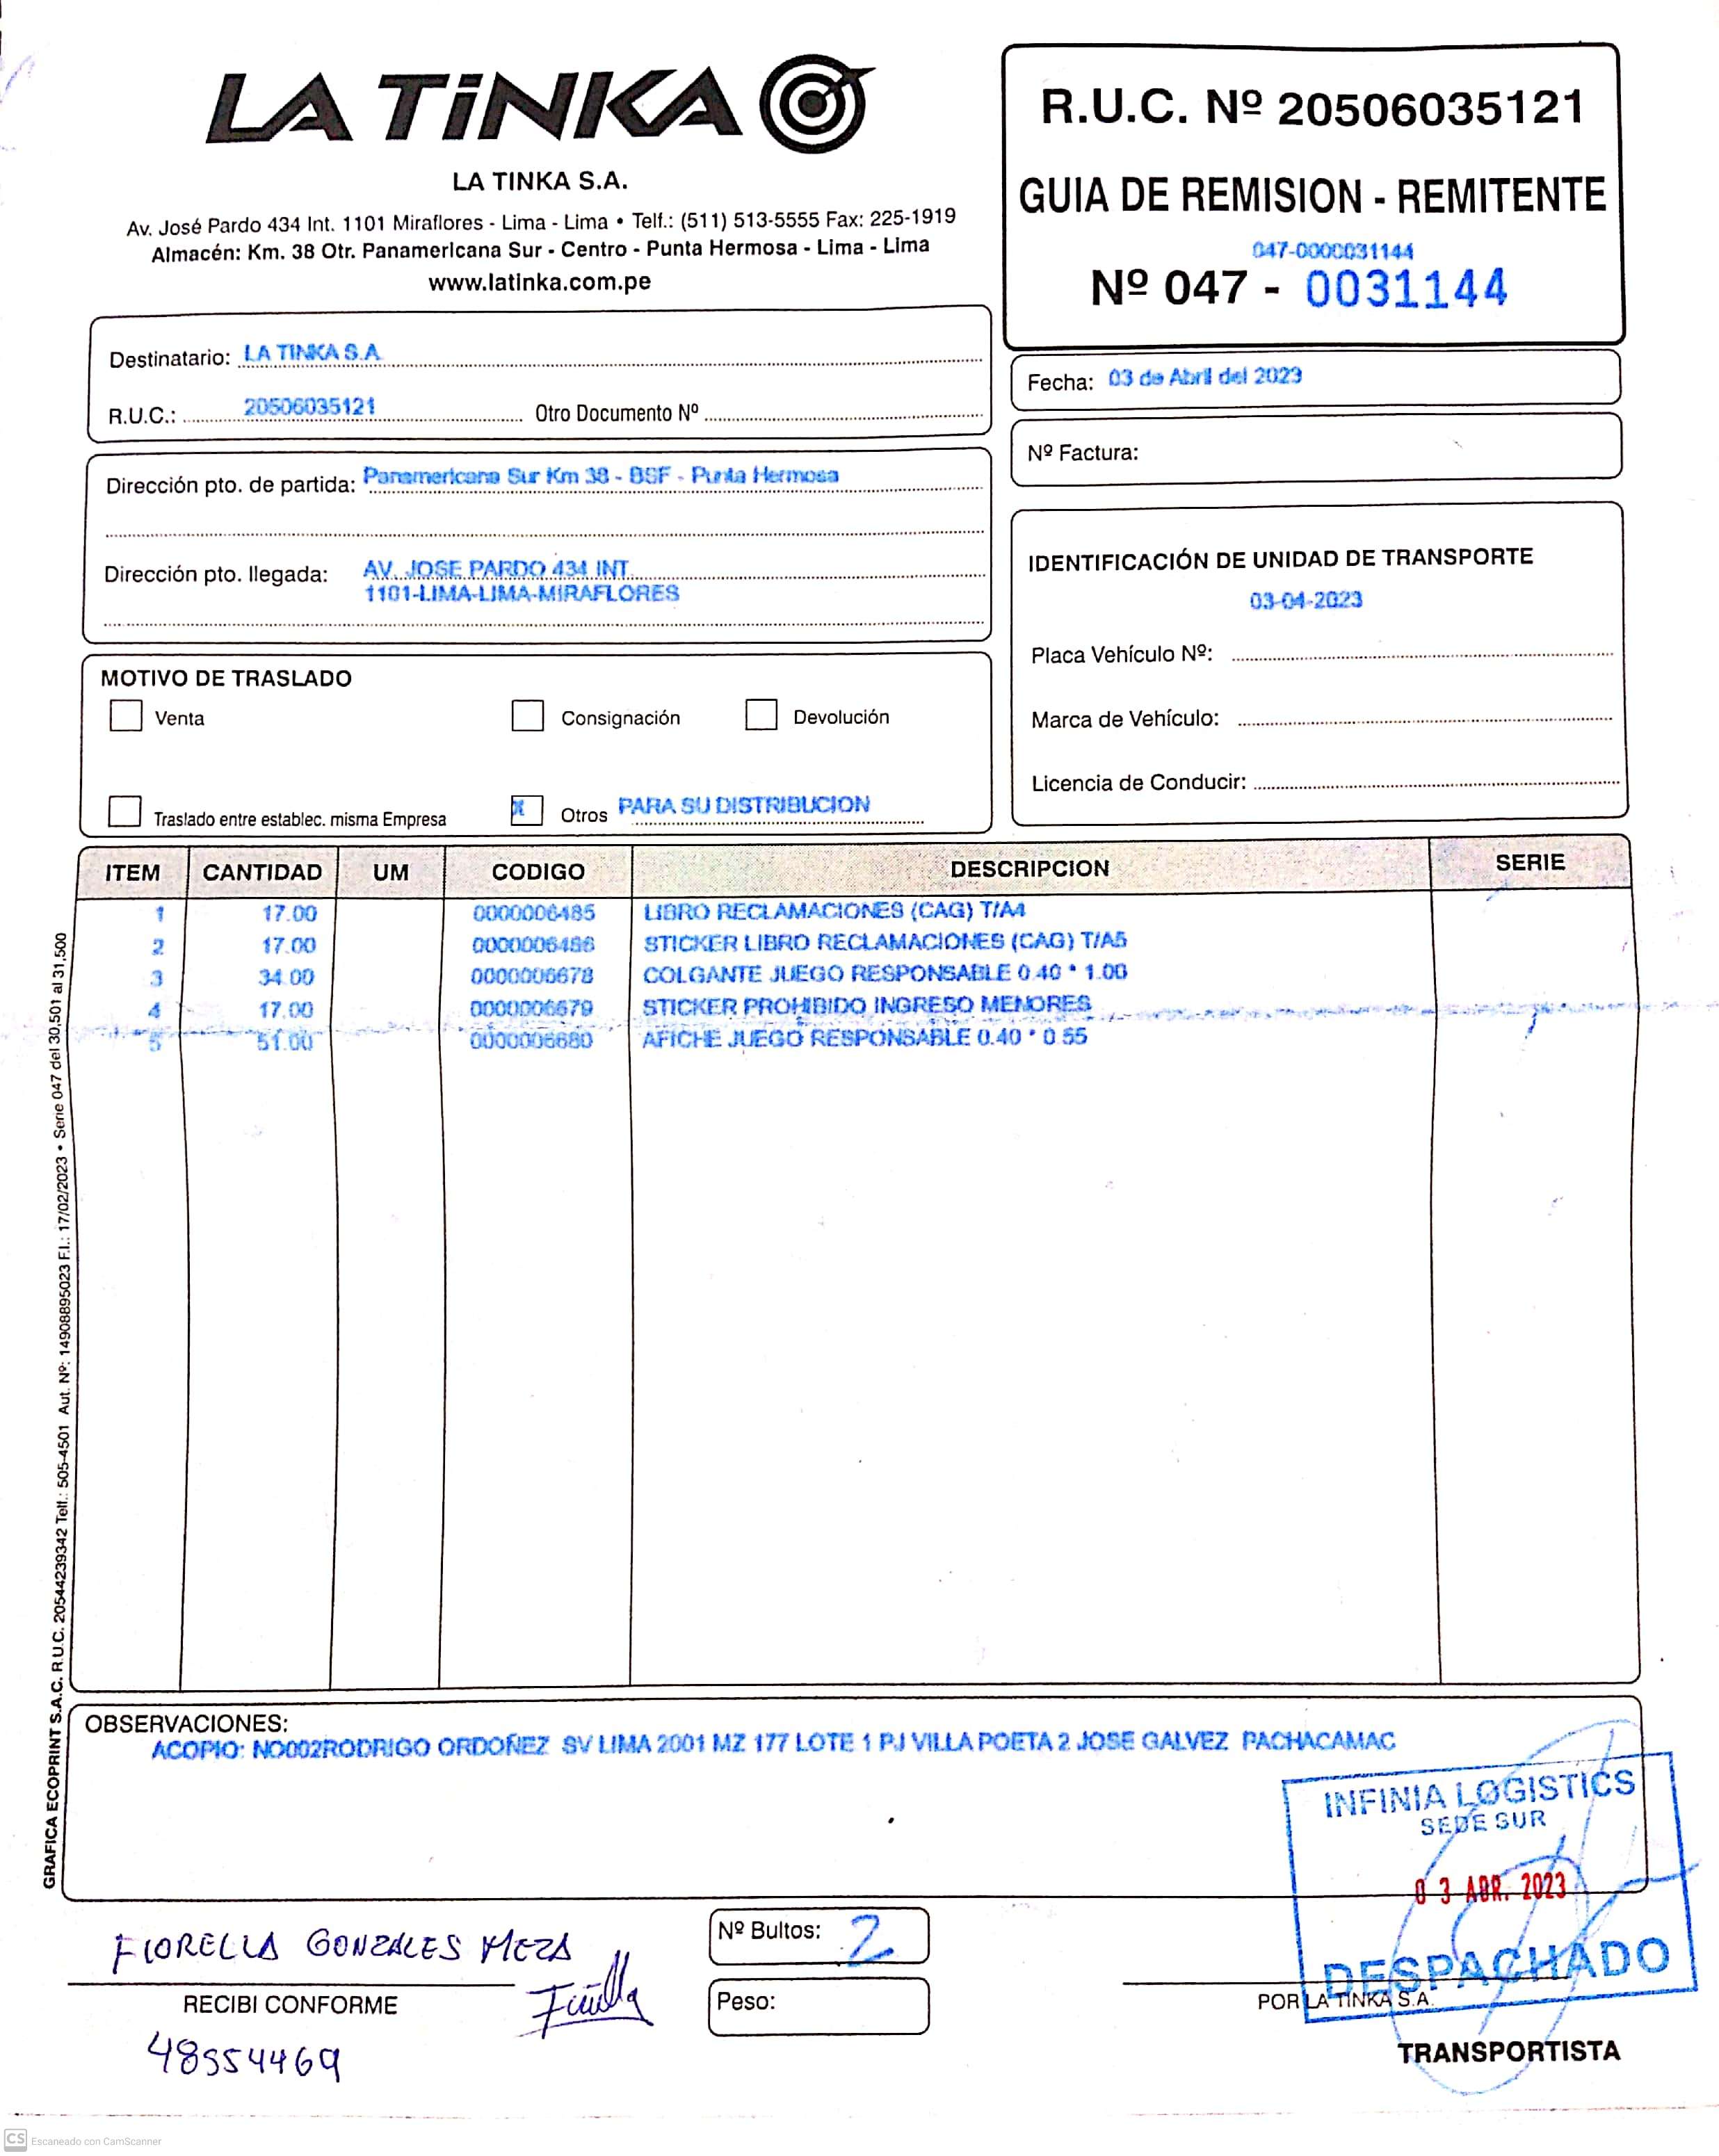 LA TiNKA
LA TINKA S.A.
Av. José Pardo 434 Int. 1101 Miraflores - Lima - Lima • Telf.: (511) 513-5555 Fax: 225-1919
Almacén: Km. 38 Otr. Panamericana Sur - Centro - Punta Hermosa - Lima - Lima
www.latinka.com.pe
R.U.C. Nº 20506035121
GUIA DE REMISION - REMITENTE
047-0000031144
Nº 047 - 0031144
Destinatario: LA TINKA S.A.
R.U.C.: 20506035121 Otro Documento Nº
Fecha: 03 de Abril del 2023
Nº Factura:
Dirección pto. de partida: Panamericana Sur Km 38 - BSF - Punta Hermosa
Dirección pto. llegada: AV. JOSE PARDO 434 INT.
1101-LIMA-LIMA-MIRAFLORES
IDENTIFICACIÓN DE UNIDAD DE TRANSPORTE
03-04-2023
Placa Vehículo Nº:
Marca de Vehículo:
Licencia de Conducir:
MOTIVO DE TRASLADO
Venta Consignación Devolución
Traslado entre establec. misma Empresa X Otros PARA SU DISTRIBUCION
ITEM CANTIDAD UM CODIGO DESCRIPCION SERIE
1 17.00 0000006485 LIBRO RECLAMACIONES (CAG) T/A4
2 17.00 0000006486 STICKER LIBRO RECLAMACIONES (CAG) T/A5
3 34.00 0000006678 COLGANTE JUEGO RESPONSABLE 0.40 * 1.00
4 17.00 0000006679 STICKER PROHIBIDO INGRESO MENORES
5 51.00 0000006680 AFICHE JUEGO RESPONSABLE 0.40 * 0.55
GRAFICA ECOPRINT S.A.C. R.U.C. 20544239342 Telf.: 505-4501 Aut. Nº: 14908895023 F.I.: 17/02/2023 • Serie 047 del 30,501 al 31,500
OBSERVACIONES:
ACOPIO: NO002RODRIGO ORDOÑEZ SV LIMA 2001 MZ 177 LOTE 1 PJ VILLA POETA 2 JOSE GALVEZ PACHACAMAC
INFINIA LOGISTICS
SEDE SUR
03 ABR. 2023
DESPACHADO
FIORELLA GONZALES MEZA
RECIBI CONFORME
48554469
Nº Bultos: 2
Peso:
POR LA TINKA S.A.
TRANSPORTISTA
CS Escaneado con CamScanner